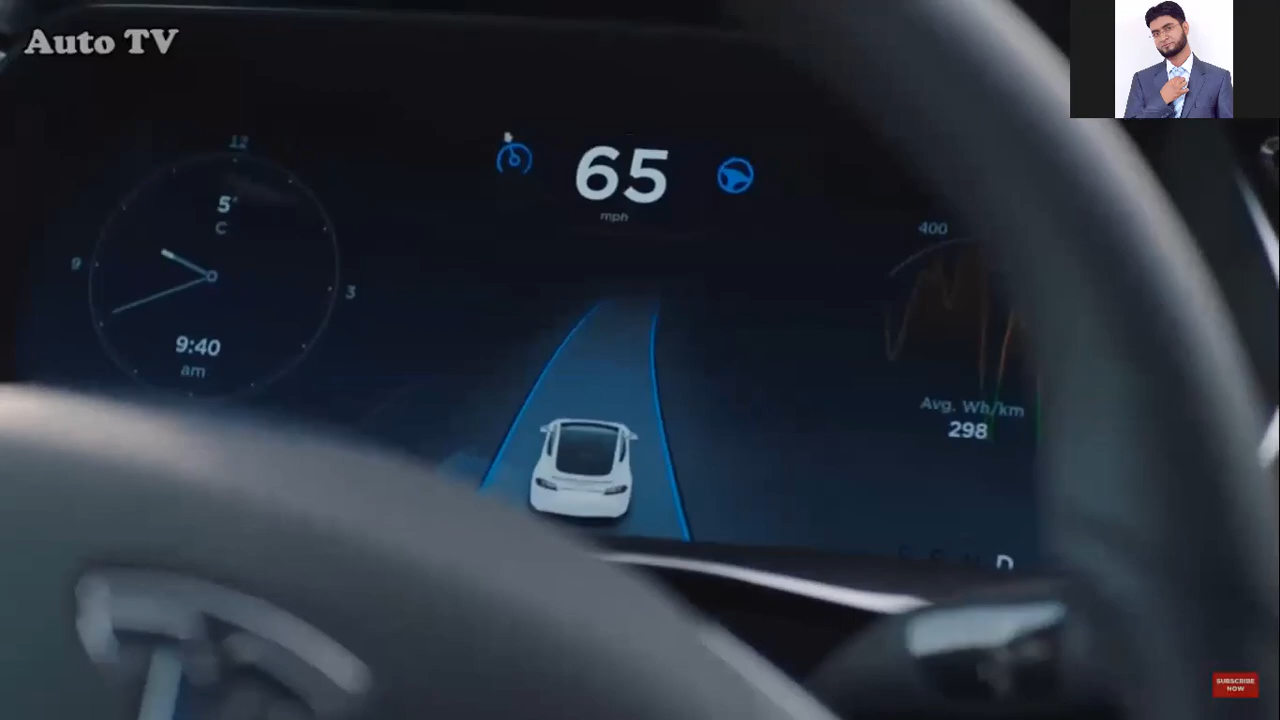 Auto TV
12
5°
C
9
3
9:40
am
65
mph
400
Avg. Wh/km
298
D
SUBSCRIBE
NOW